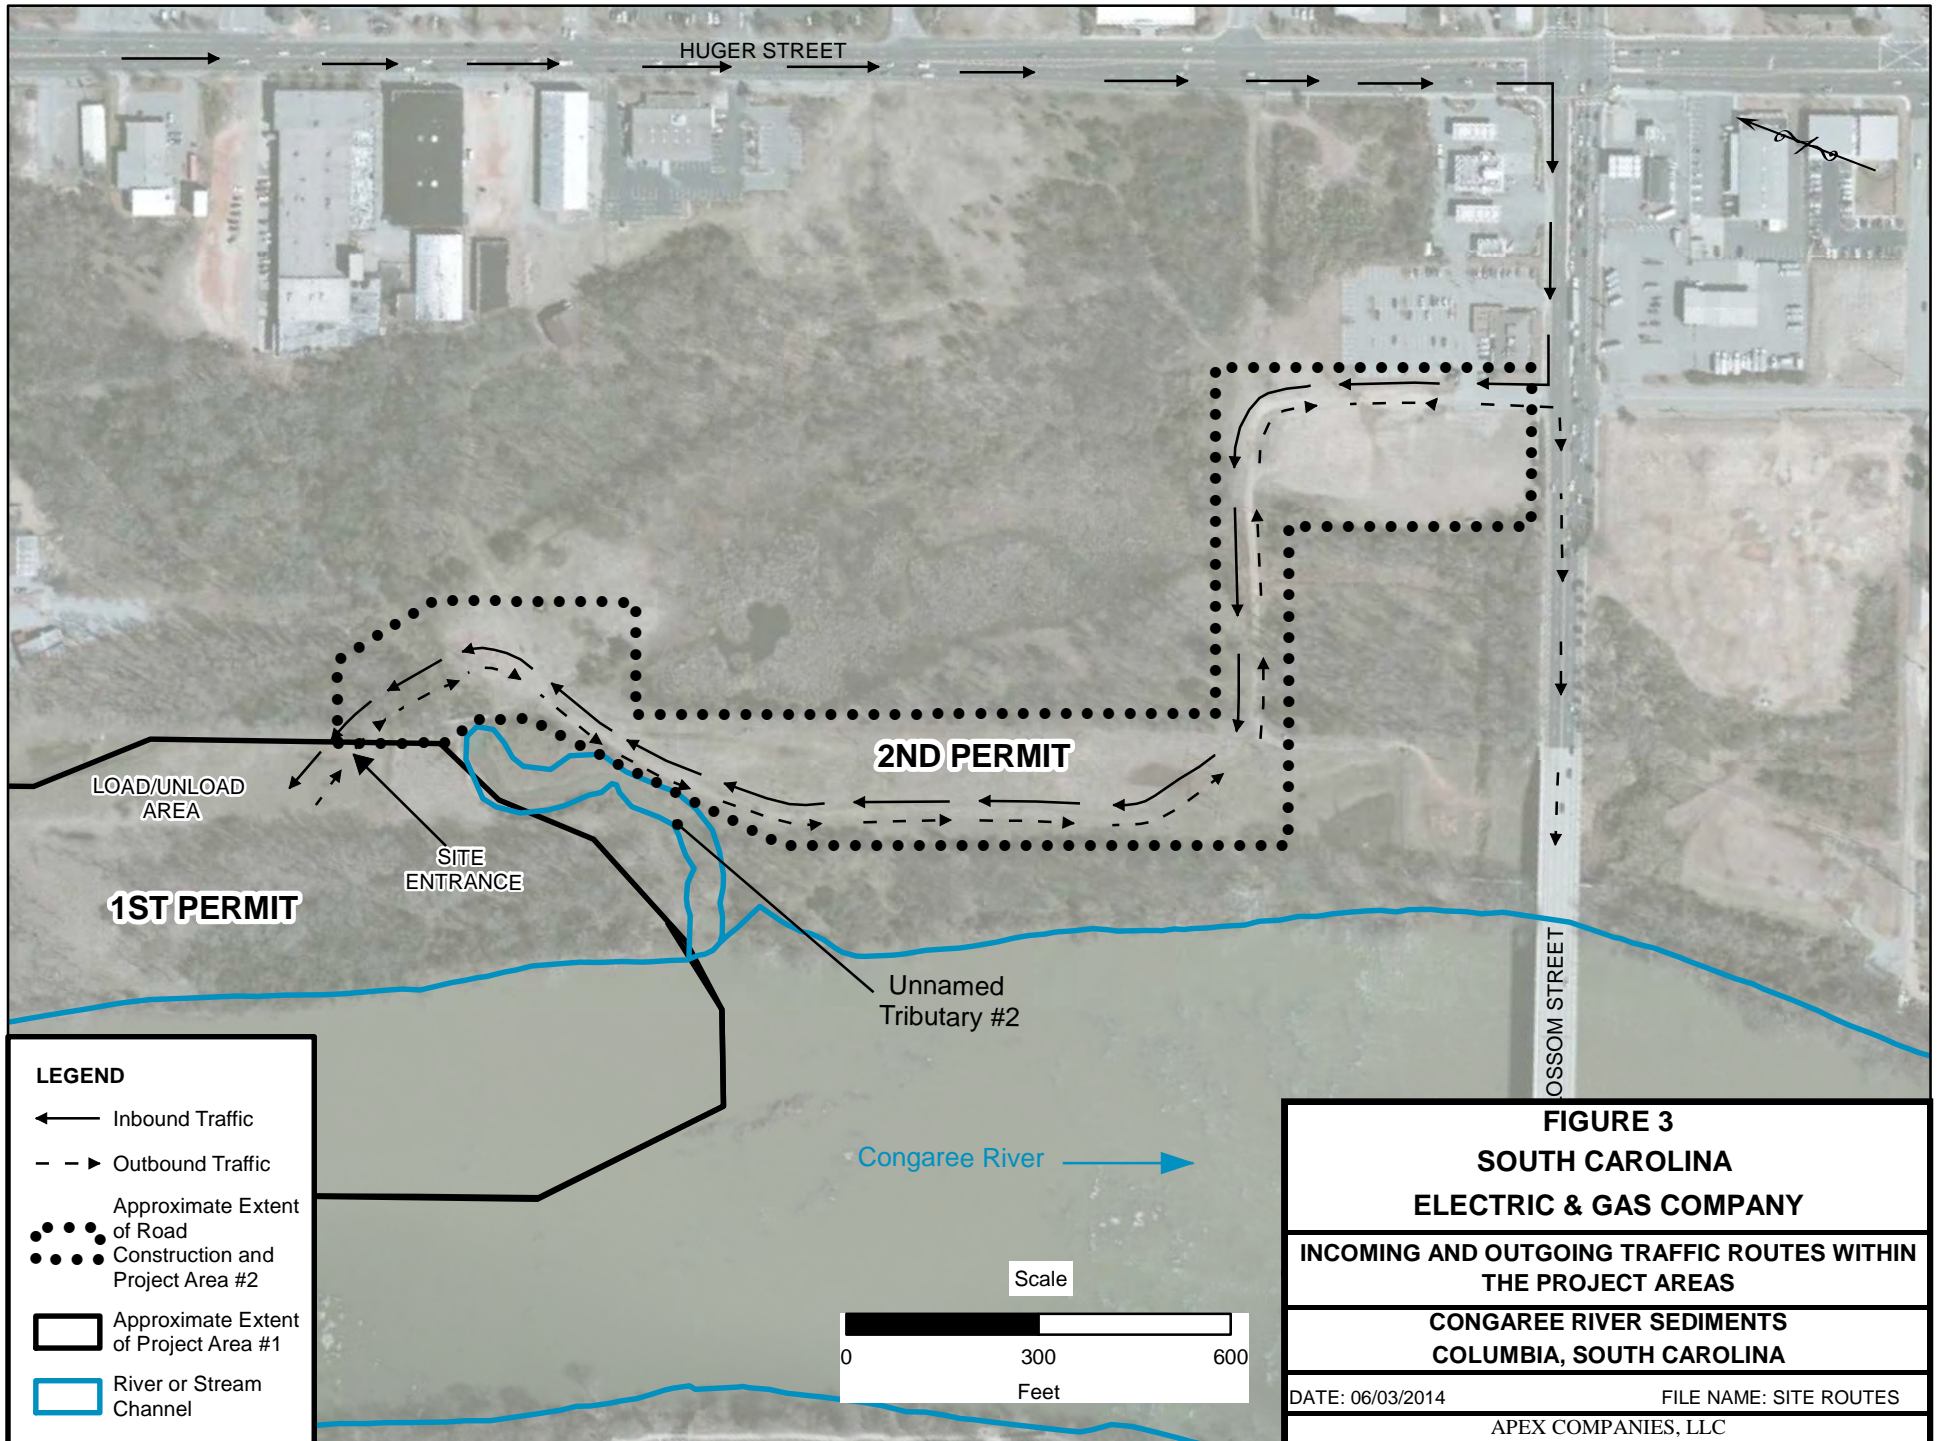 HUGER STREET
2ND PERMIT
LOAD/UNLOAD
AREA
SITE
ENTRANCE
1ST PERMIT
Unnamed
Tributary #2
LOSSOM STREET
Congaree River
LEGEND
Inbound Traffic
Outbound Traffic
Approximate Extent
of Road
Construction and
Project Area #2
Approximate Extent
of Project Area #1
River or Stream
Channel
Scale
0 300 600
Feet
FIGURE 3
SOUTH CAROLINA
ELECTRIC & GAS COMPANY
INCOMING AND OUTGOING TRAFFIC ROUTES WITHIN
THE PROJECT AREAS
CONGAREE RIVER SEDIMENTS
COLUMBIA, SOUTH CAROLINA
DATE: 06/03/2014 FILE NAME: SITE ROUTES
APEX COMPANIES, LLC